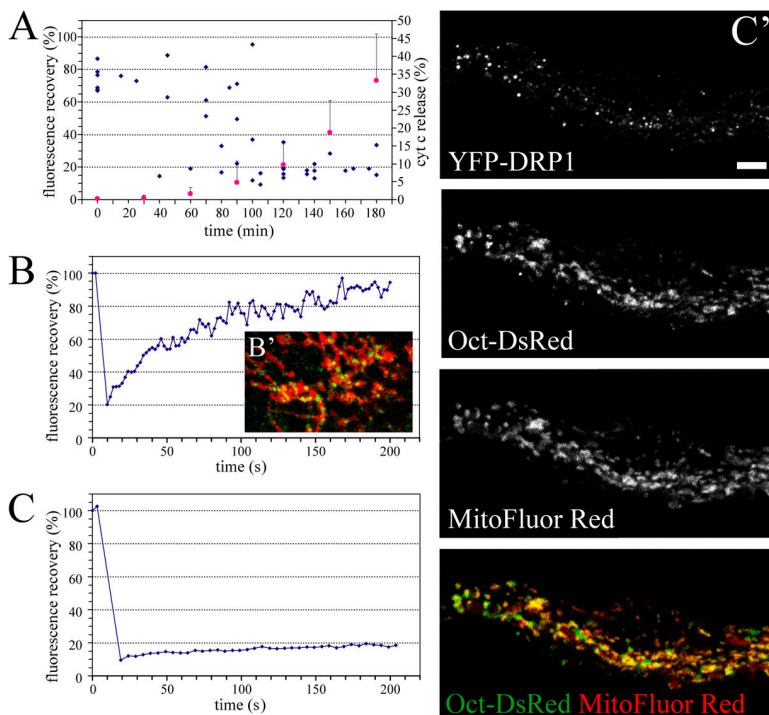 A
fluorescence recovery (%)
100
80
60
40
20
0
50
45
40
35
30
25
20
15
10
5
0
cyt c release (%)
0 20 40 60 80 100 120 140 160 180
time (min)
B
fluorescence recovery (%)
100
80
60
40
20
0
B’
0 50 100 150 200
time (s)
C
fluorescence recovery (%)
100
80
60
40
20
0
0 50 100 150 200
time (s)
C’
YFP-DRP1
Oct-DsRed
MitoFluor Red
Oct-DsRed MitoFluor Red